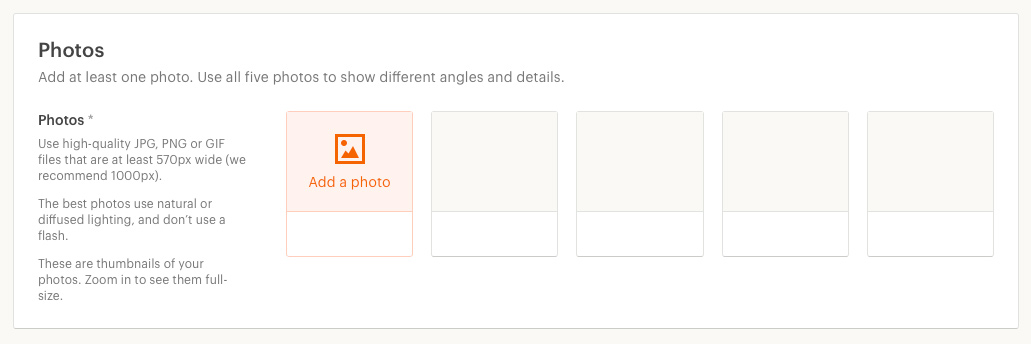 Photos
Add at least one photo. Use all five photos to show different angles and details.
Photos *
Use high-quality JPG, PNG or GIF
files that are at least 570px wide (we
recommend 1000px).
The best photos use natural or
diffused lighting, and don’t use a
flash.
These are thumbnails of your
photos. Zoom in to see them full-
size.
Add a photo